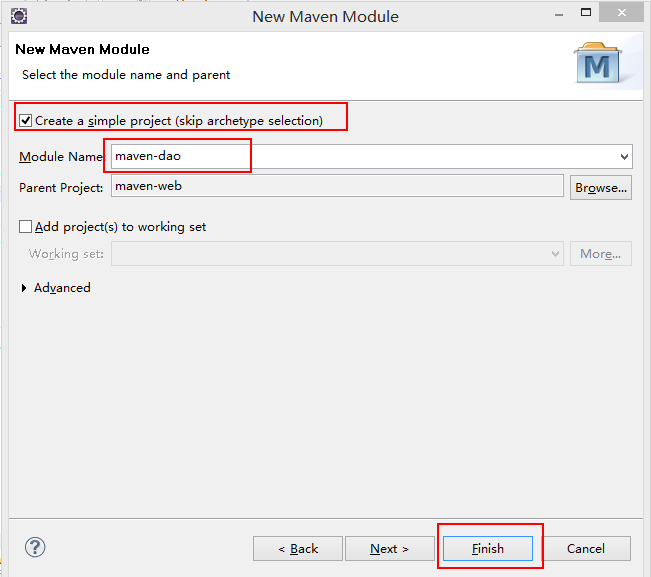 New Maven Module
New Maven Module
Select the module name and parent
M
Create a simple project (skip archetype selection)
Module Name: maven-dao
Parent Project: maven-web Browse...
Add project(s) to working set
Working set: More...
Advanced
? < Back Next > Finish Cancel